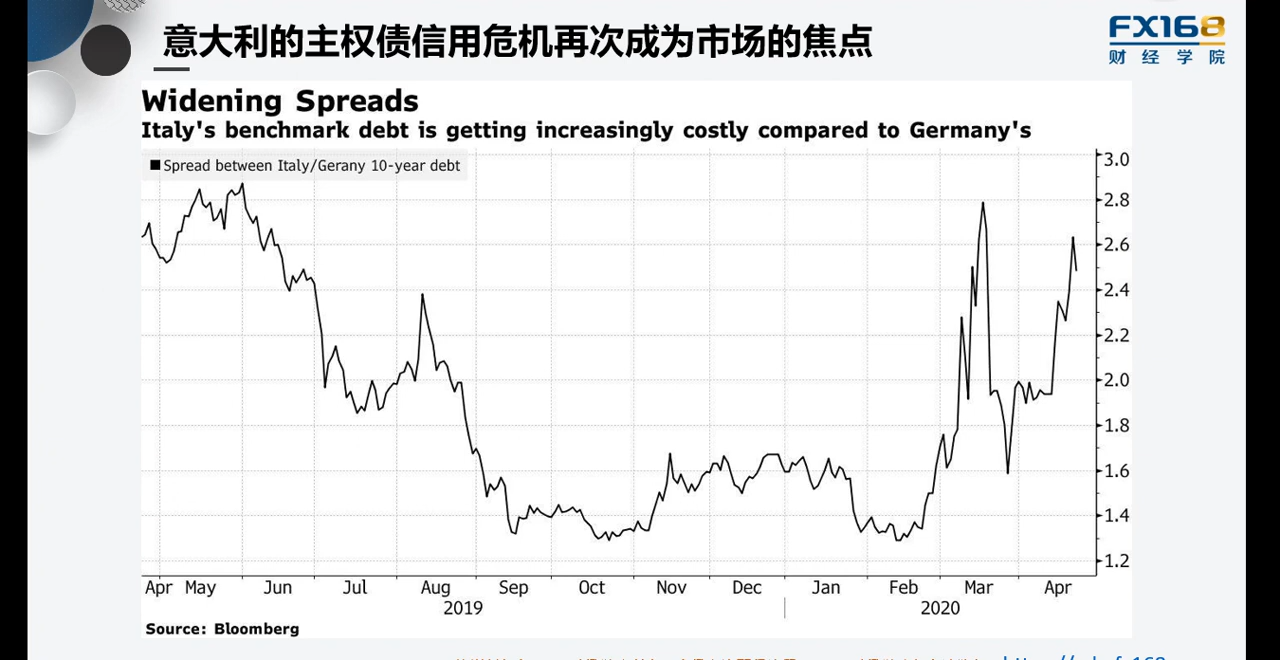 意大利的主权债信用危机再次成为市场的焦点
FX168
财经学院
Widening Spreads
Italy's benchmark debt is getting increasingly costly compared to Germany's
Spread between Italy/Gerany 10-year debt
3.0
2.8
2.6
2.4
2.2
2.0
1.8
1.6
1.4
1.2
Apr May Jun Jul Aug Sep Oct Nov Dec Jan Feb Mar Apr
2019 2020
Source: Bloomberg